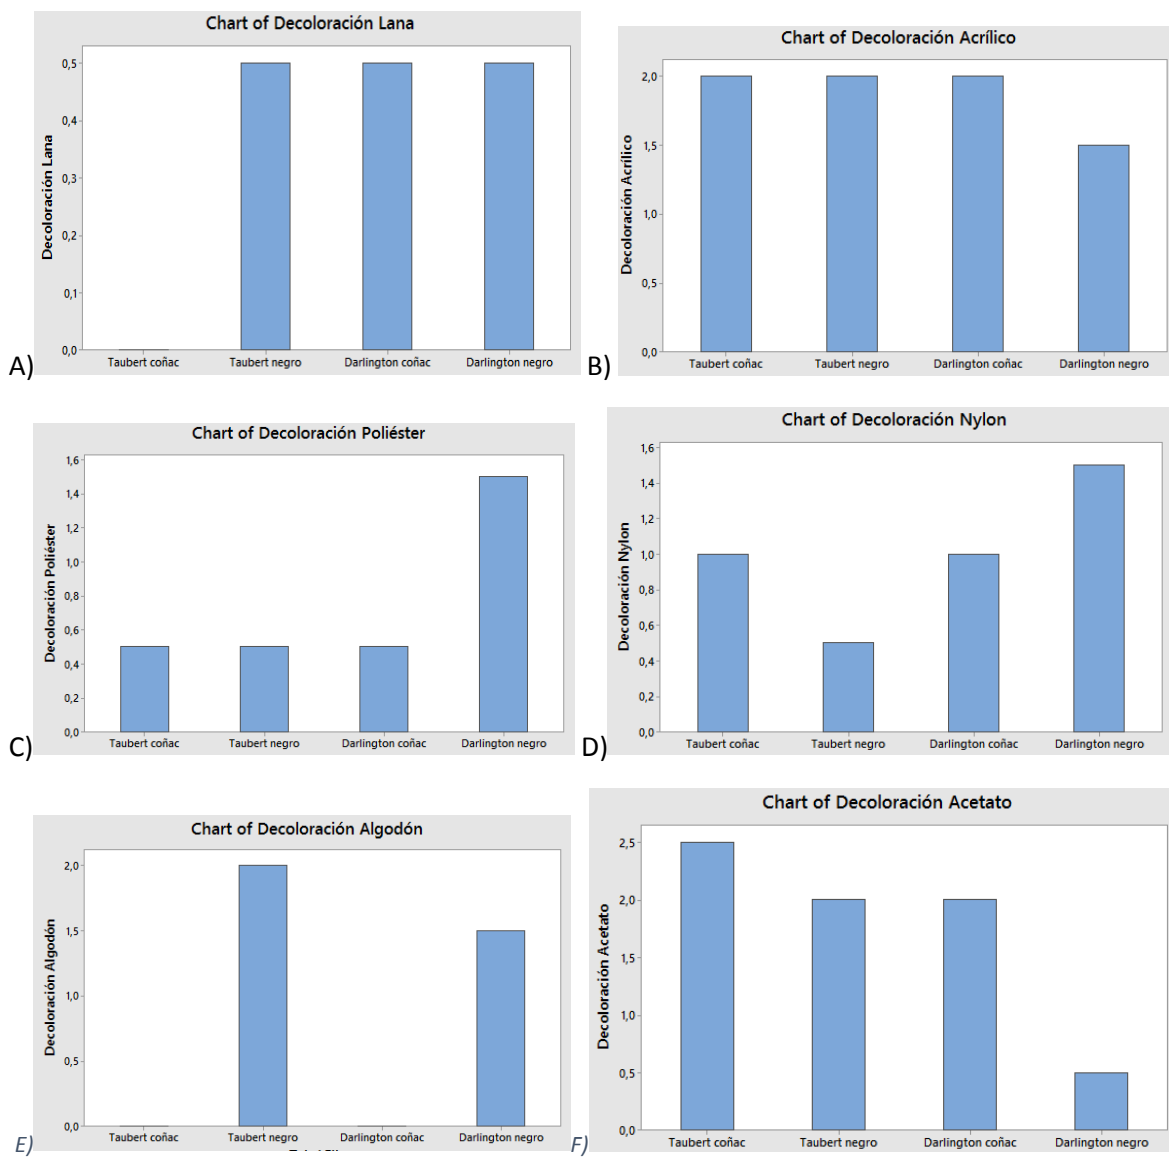 Chart of Decoloración Lana
Decoloración Lana
0,5
0,4
0,3
0,2
0,1
0,0
Taubert coñac Taubert negro Darlington coñac Darlington negro
A)
Chart of Decoloración Acrílico
Decoloración Acrílico
2,0
1,5
1,0
0,5
0,0
Taubert coñac Taubert negro Darlington coñac Darlington negro
B)
Chart of Decoloración Poliéster
Decoloración Poliéster
1,6
1,4
1,2
1,0
0,8
0,6
0,4
0,2
0,0
Taubert coñac Taubert negro Darlington coñac Darlington negro
C)
Chart of Decoloración Nylon
Decoloración Nylon
1,6
1,4
1,2
1,0
0,8
0,6
0,4
0,2
0,0
Taubert coñac Taubert negro Darlington coñac Darlington negro
D)
Chart of Decoloración Algodón
Decoloración Algodón
2,0
1,5
1,0
0,5
0,0
Taubert coñac Taubert negro Darlington coñac Darlington negro
E)
Chart of Decoloración Acetato
Decoloración Acetato
2,5
2,0
1,5
1,0
0,5
0,0
Taubert coñac Taubert negro Darlington coñac Darlington negro
F)